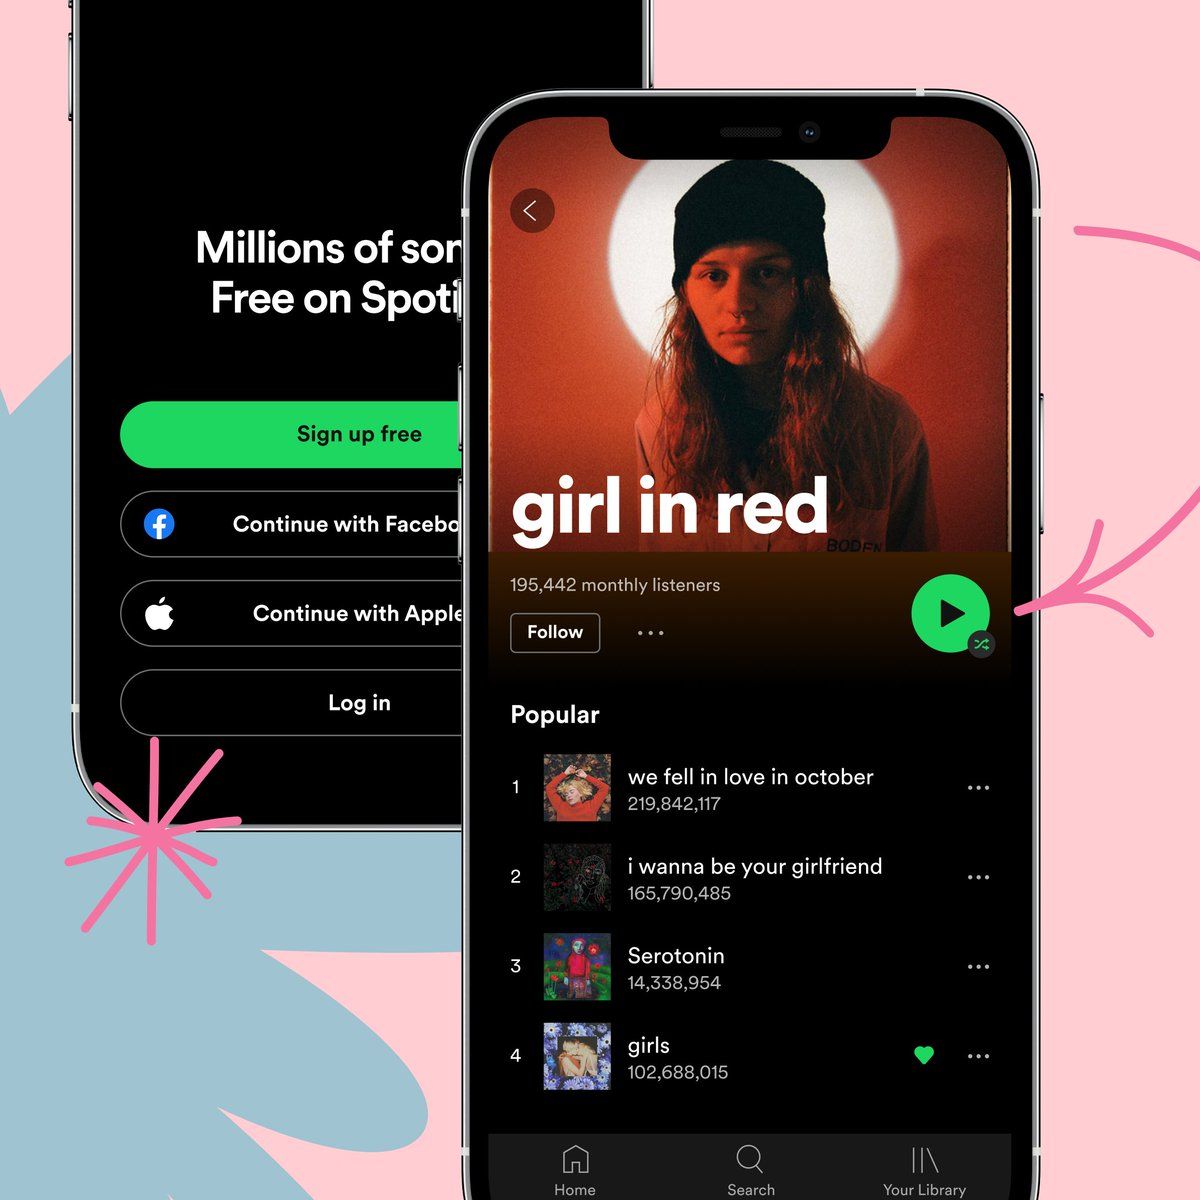 Millions of son
Free on Spoti
Sign up free
Continue with Facebo
Continue with Apple
Log in
girl in red
BODEN
195,442 monthly listeners
Follow
Popular
1
we fell in love in october
219,842,117
2
i wanna be your girlfriend
165,790,485
3
Serotonin
14,338,954
4
girls
102,688,015
Home
Search
Your Library